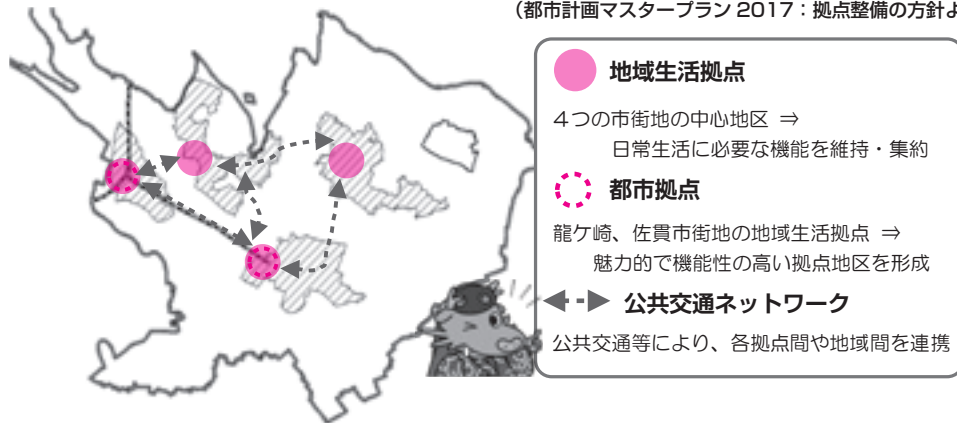 （都市計画マスタープラン 2017：拠点整備の方針よ
地域生活拠点
４つの市街地の中心地区 ⇒
日常生活に必要な機能を維持・集約
都市拠点
龍ケ崎、佐貫市街地の地域生活拠点 ⇒
魅力的で機能性の高い拠点地区を形成
公共交通ネットワーク
公共交通等により、各拠点間や地域間を連携